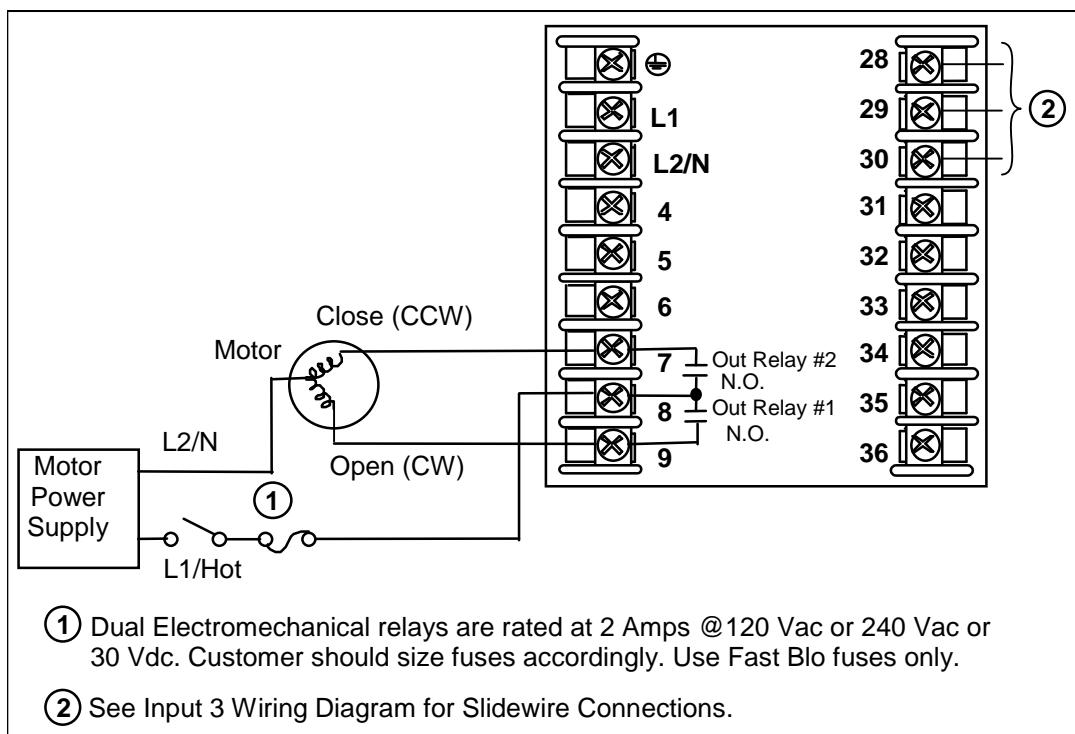 L1
L2/N
4
5
6
7
8
9
28
29
30
31
32
33
34
35
36
2
Close (CCW)
Motor
Out Relay #2
N.O.
Out Relay #1
N.O.
L2/N
Open (CW)
Motor
Power
Supply
1
L1/Hot
1 Dual Electromechanical relays are rated at 2 Amps @120 Vac or 240 Vac or
30 Vdc. Customer should size fuses accordingly. Use Fast Blo fuses only.
2 See Input 3 Wiring Diagram for Slidewire Connections.